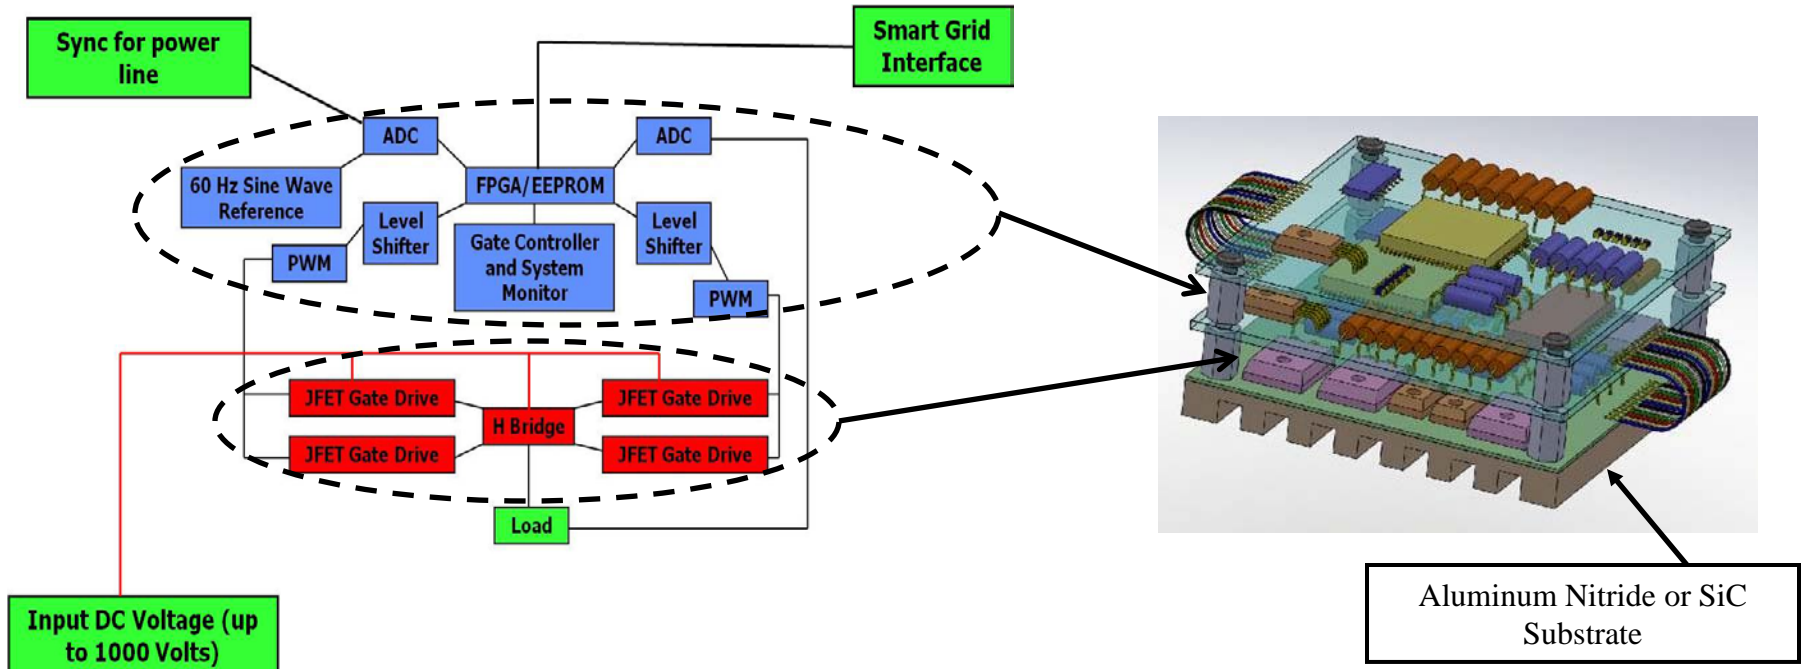 Sync for power
line
Smart Grid
Interface
ADC
ADC
60 Hz Sine Wave
Reference
FPGA/EEPROM
Level
Shifter
Level
Shifter
Gate Controller
and System
Monitor
PWM
PWM
JFET Gate Drive
JFET Gate Drive
H Bridge
JFET Gate Drive
JFET Gate Drive
Load
Input DC Voltage (up
to 1000 Volts)
Aluminum Nitride or SiC
Substrate